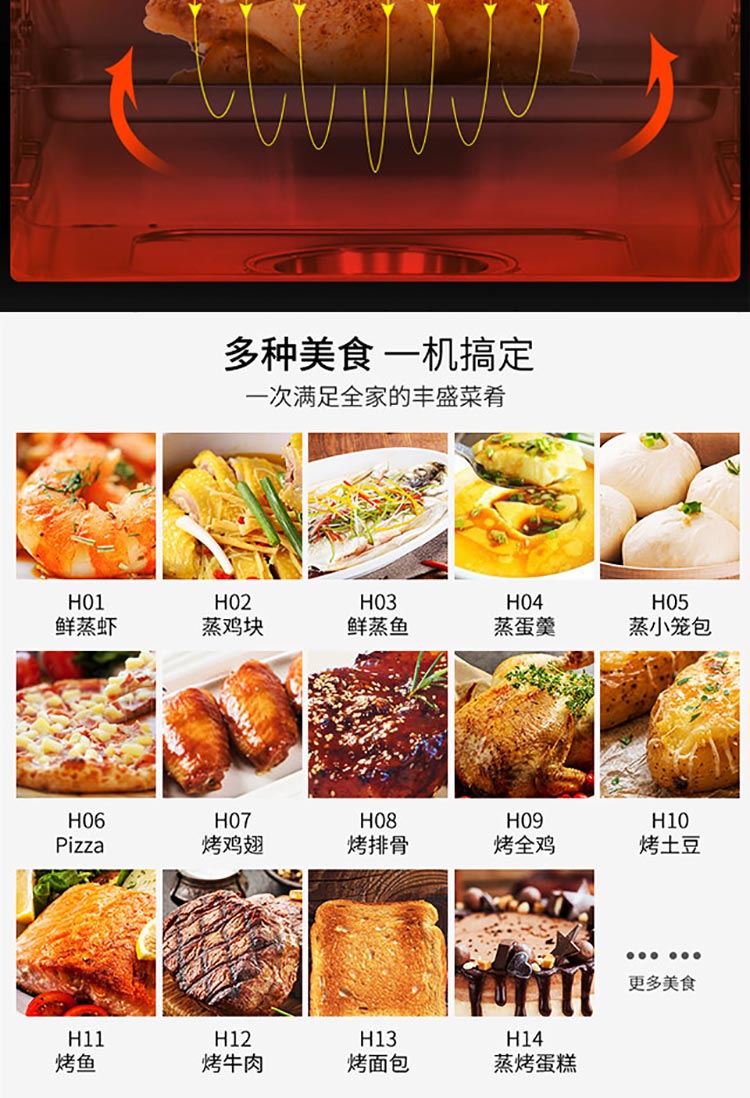 多种美食 一机搞定
一次满足全家的丰盛菜肴
H01
鲜蒸虾
H02
蒸鸡块
H03
鲜蒸鱼
H04
蒸蛋羹
H05
蒸小笼包
H06
Pizza
H07
烤鸡翅
H08
烤排骨
H09
烤全鸡
H10
烤土豆
H11
烤鱼
H12
烤牛肉
H13
烤面包
H14
蒸烤蛋糕
●●● ●●●
更多美食